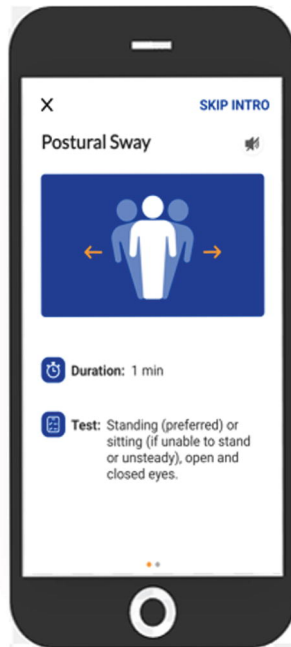 X
SKIP INTRO
Postural Sway
Duration: 1 min
Test: Standing (preferred) or
sitting (if unable to stand
or unsteady), open and
closed eyes.